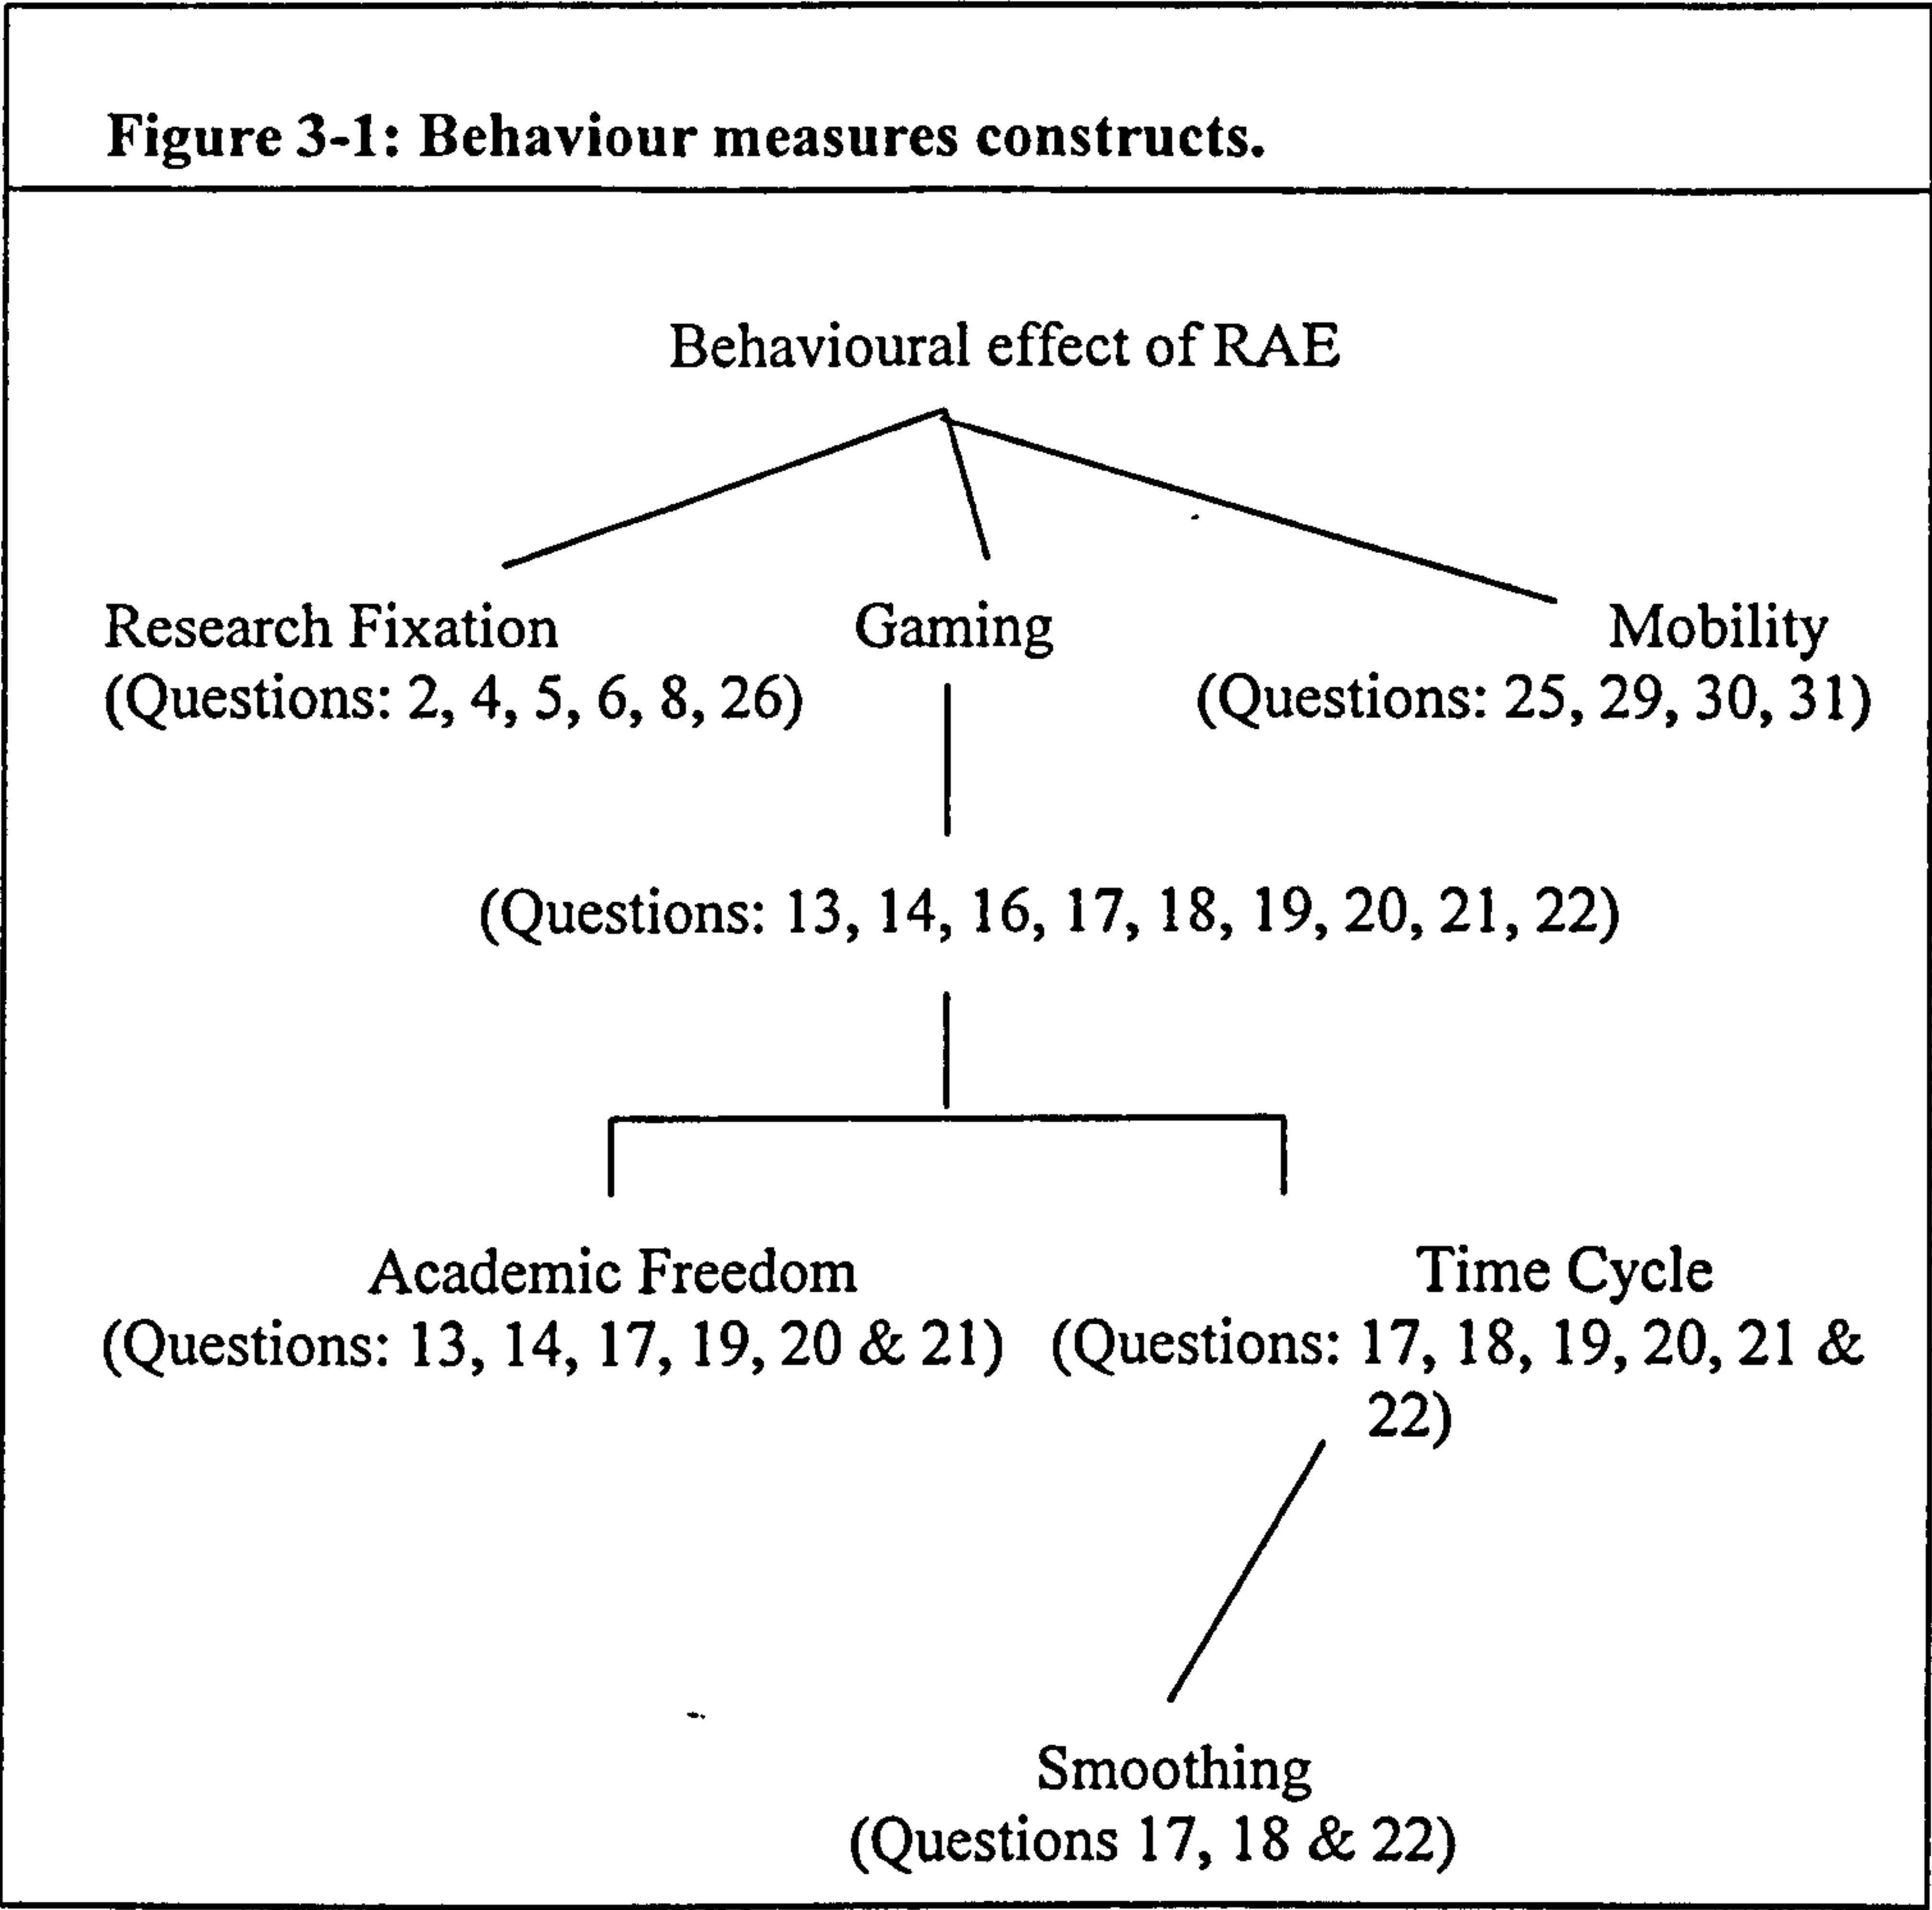 Figure 3-1: Behaviour measures constructs.
Behavioural effect of RAE
Research Fixation
(Questions: 2, 4, 5, 6, 8, 26)
Gaming
Mobility
(Questions: 25, 29, 30, 31)
(Questions: 13, 14, 16, 17, 18, 19, 20, 21, 22)
Academic Freedom
(Questions: 13, 14, 17, 19, 20 & 21)
Time Cycle
(Questions: 17, 18, 19, 20, 21 &
22)
Smoothing
(Questions 17, 18 & 22)